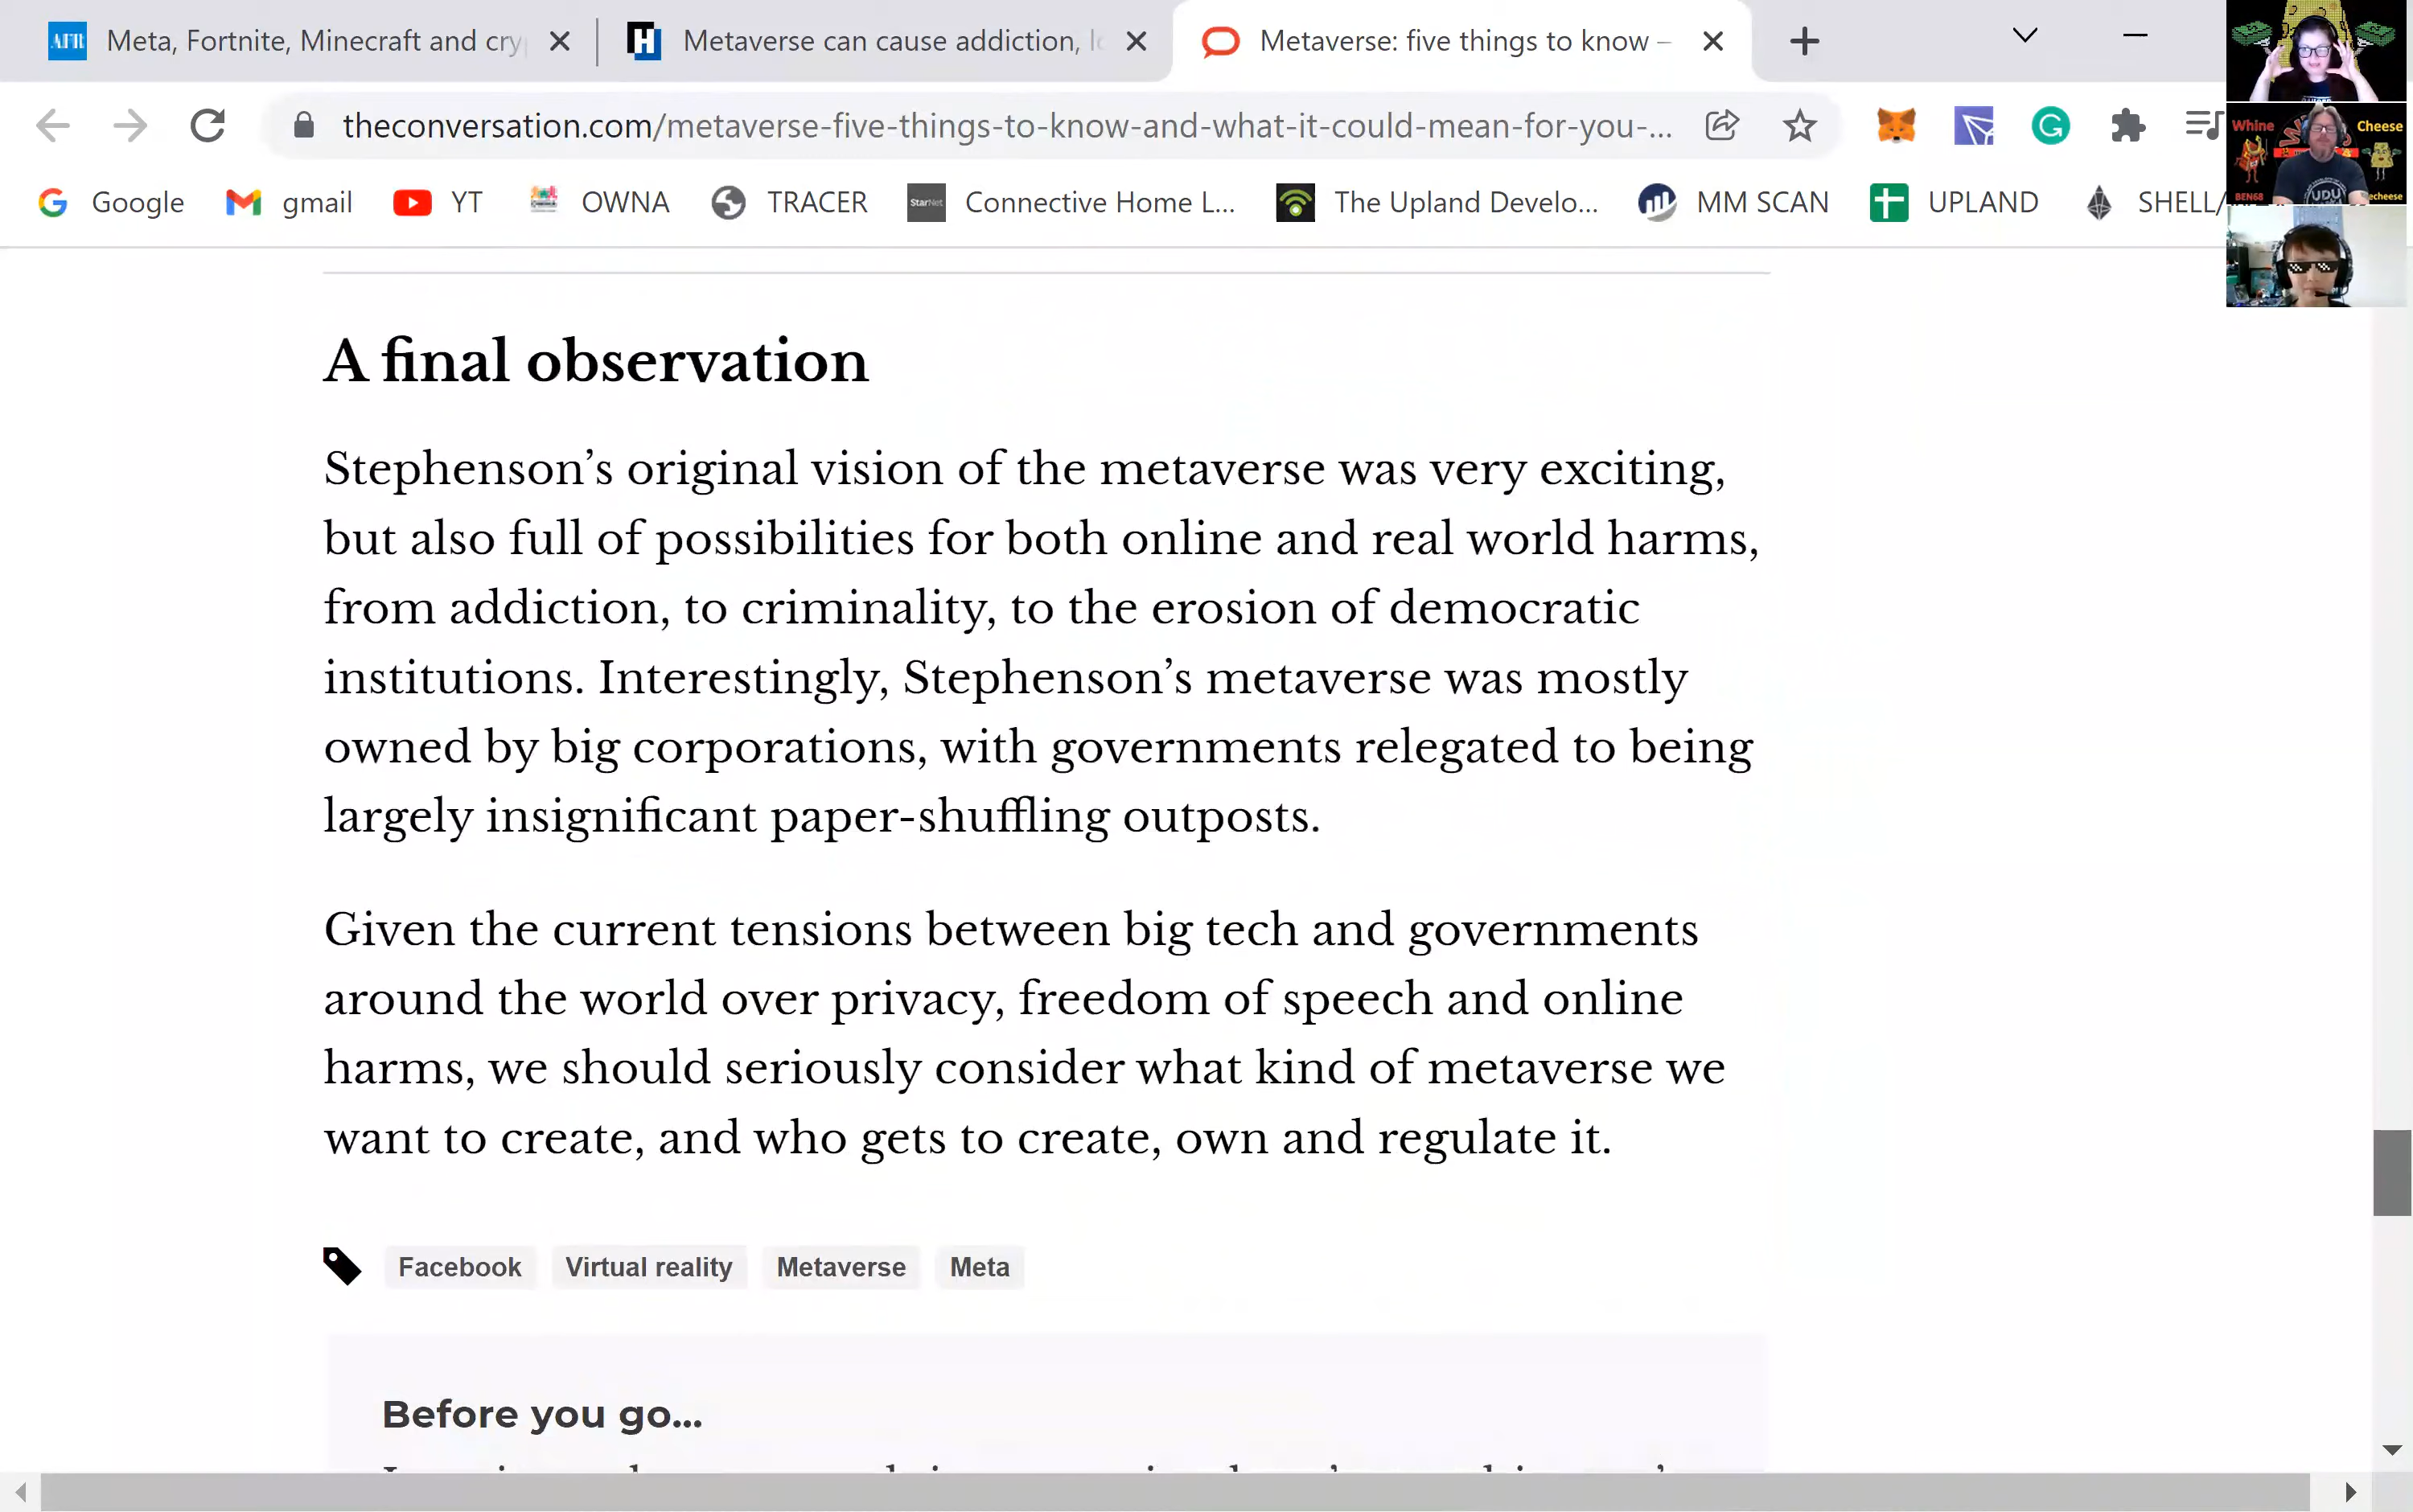 Meta, Fortnite, Minecraft and cry
Metaverse can cause addiction,
Metaverse: five things to know –
theconversation.com/metaverse-five-things-to-know-and-what-it-could-mean-for-you-...
Google
gmail
YT
OWNA
TRACER
StarNet
Connective Home L...
The Upland Develo...
MM SCAN
UPLAND
SHELL/
Whine
Cheese
BEN68
UDU
echeese
A final observation
Stephenson’s original vision of the metaverse was very exciting,
but also full of possibilities for both online and real world harms,
from addiction, to criminality, to the erosion of democratic
institutions. Interestingly, Stephenson’s metaverse was mostly
owned by big corporations, with governments relegated to being
largely insignificant paper-shuffling outposts.
Given the current tensions between big tech and governments
around the world over privacy, freedom of speech and online
harms, we should seriously consider what kind of metaverse we
want to create, and who gets to create, own and regulate it.
Facebook
Virtual reality
Metaverse
Meta
Before you go...